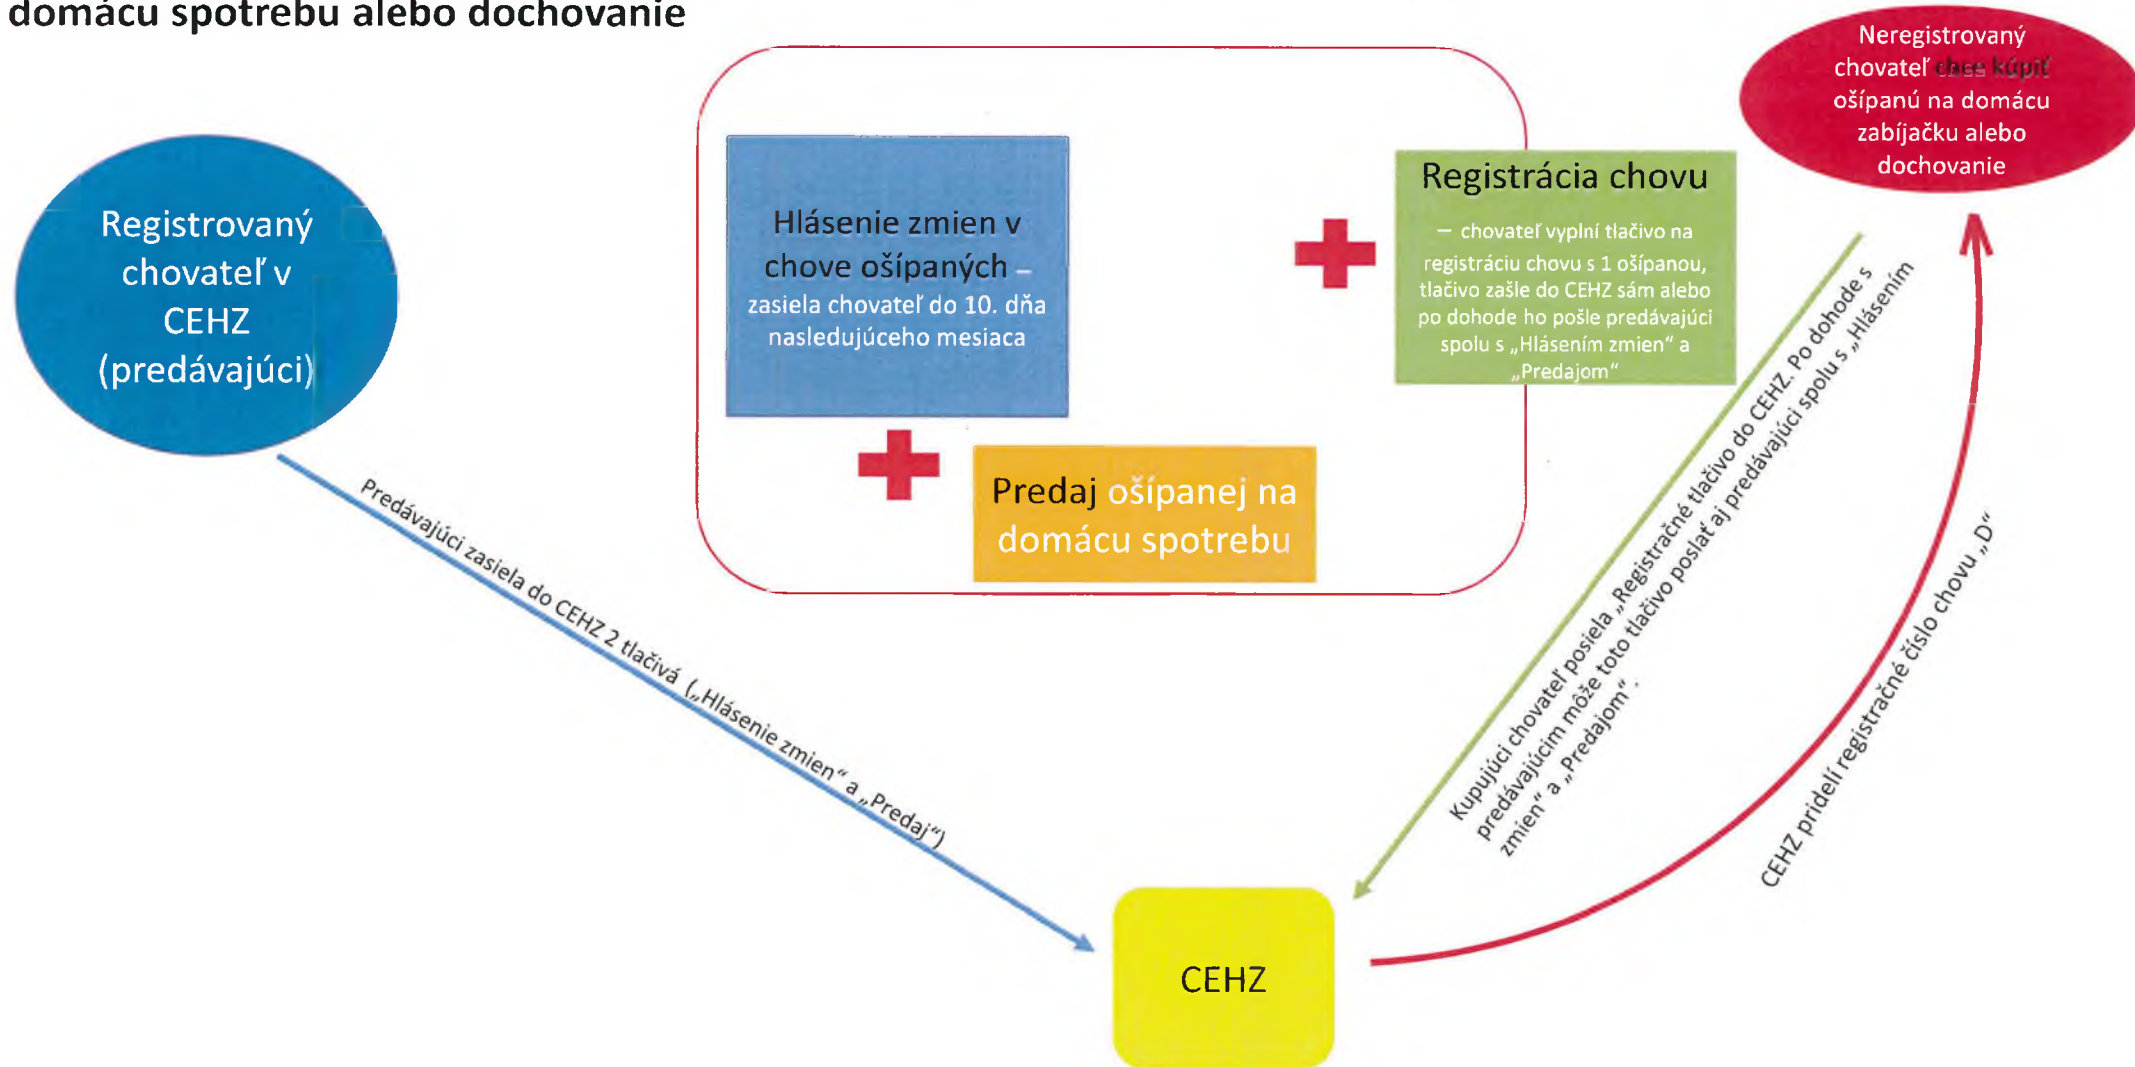 domácu spotrebu alebo dochovanie
Neregistrovaný
chovateľ chce kúpiť
ošípanú na domácu
zabíjačku alebo
dochovanie
Registrovaný
chovateľ v
CEHZ
(predávajúci)
Hlásenie zmien v
chove ošípaných –
zasiela chovateľ do 10. dňa
nasledujúceho mesiaca
Registrácia chovu
– chovateľ vyplní tlačivo na
registráciu chovu s 1 ošípanou,
tlačivo zašle do CEHZ sám alebo
po dohode ho pošle predávajúci
spolu s „Hlásením zmien“ a
„Predajom“
Predaj ošípanej na
domácu spotrebu
Predávajúci zasiela do CEHZ 2 tlačivá („Hlásenie zmien“ a „Predaj“)
Kupujúci chovateľ posiela „Registračné tlačivo do CEHZ. Po dohode s
predávajúcim môže toto tlačivo poslať aj predávajúci spolu s „Hlásením
zmien“ a „Predajom“.
CEHZ pridelí registračné číslo chovu „D“
CEHZ